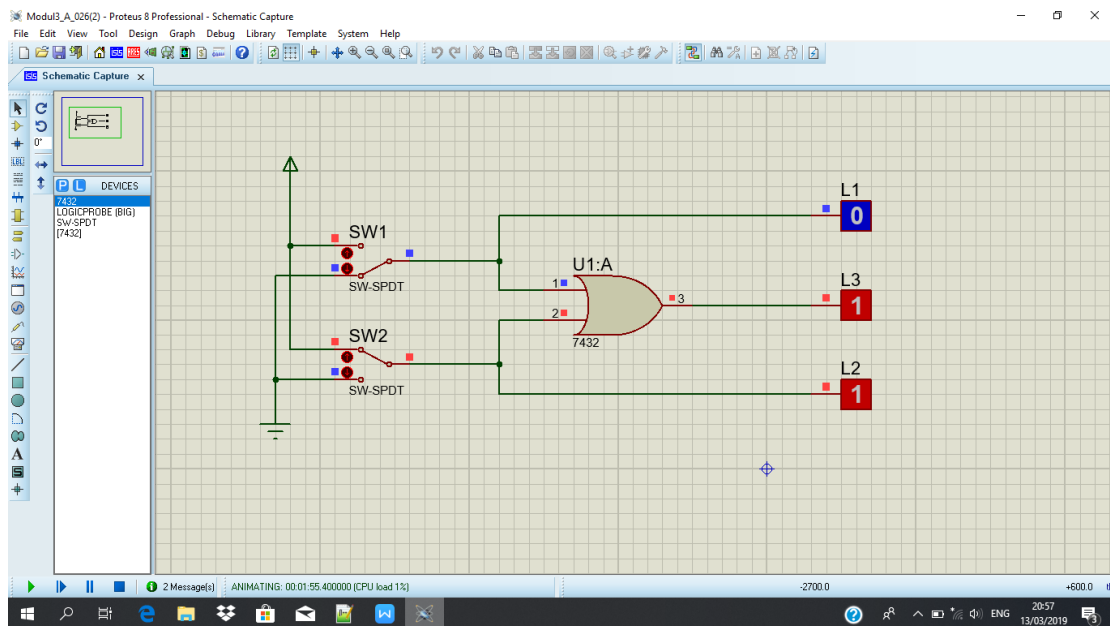 Modul3_A_026(2) - Proteus 8 Professional - Schematic Capture
File Edit View Tool Design Graph Debug Library Template System Help
Schematic Capture
0°
P L DEVICES
7432
LOGICPROBE (BIG)
SW-SPDT
[7432]
SW1
SW-SPDT
SW2
SW-SPDT
U1:A
1
2
3
7432
L1
0
L3
1
L2
1
2 Message(s)
ANIMATING: 00:01:55.400000 (CPU load 1%)
-2700.0
+600.0
ENG
20:57
13/03/2019
3